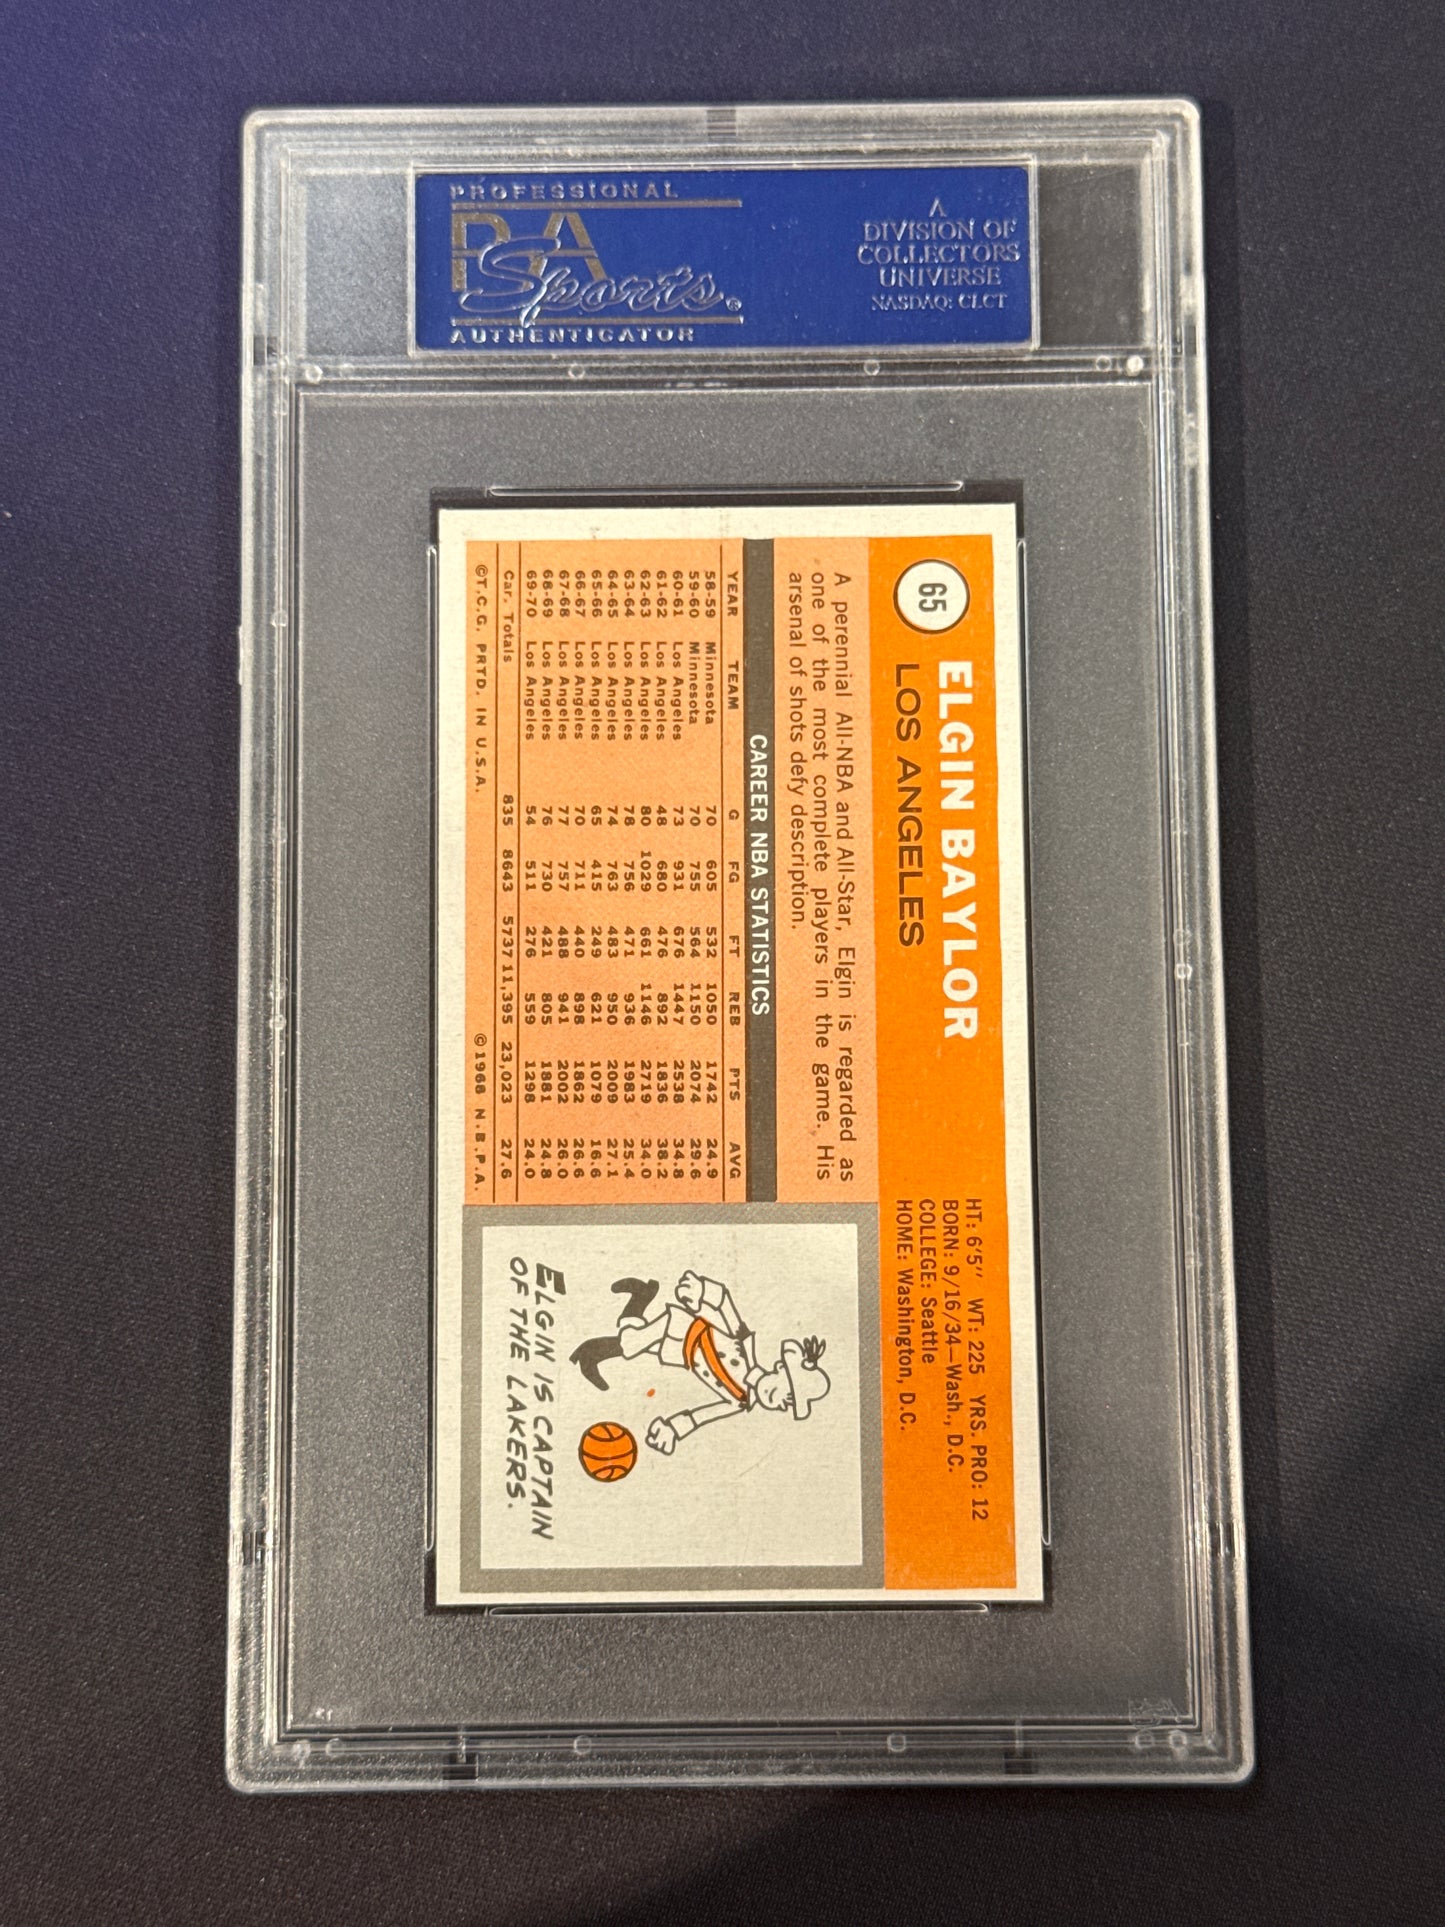 PROFESSIONAL
PSA
Sports®
AUTHENTICATOR
A
DIVISION OF
COLLECTORS
UNIVERSE
NASDAQ: CLCT
65
ELGIN BAYLOR
LOS ANGELES
HT: 6'5" WT: 225 YRS. PRO: 12
BORN: 9/16/34—Wash., D.C.
COLLEGE: Seattle
HOME: Washington, D.C.
A perennial All-NBA and All-Star, Elgin is regarded as
one of the most complete players in the game. His
arsenal of shots defy description.
CAREER NBA STATISTICS
YEAR TEAM G FG FT REB PTS AVG
58-59 Minnesota 70 605 532 1050 1742 24.9
59-60 Minnesota 70 755 564 1150 2074 29.6
60-61 Los Angeles 73 931 676 1447 2538 34.8
61-62 Los Angeles 48 680 476 892 1836 38.2
62-63 Los Angeles 80 1029 661 1146 2719 34.0
63-64 Los Angeles 78 756 471 936 1983 25.4
64-65 Los Angeles 74 763 483 950 2009 27.1
65-66 Los Angeles 65 415 249 621 1079 16.6
66-67 Los Angeles 70 711 440 898 1862 26.6
67-68 Los Angeles 77 757 488 941 2002 26.0
68-69 Los Angeles 76 730 421 805 1881 24.8
69-70 Los Angeles 54 511 276 559 1298 24.0
Car. Totals 835 8643 5737 11,395 23,023 27.6
©T.C.G. PRTD. IN U.S.A. ©1968 N.B.P.A.
ELGIN IS CAPTAIN
OF THE LAKERS.